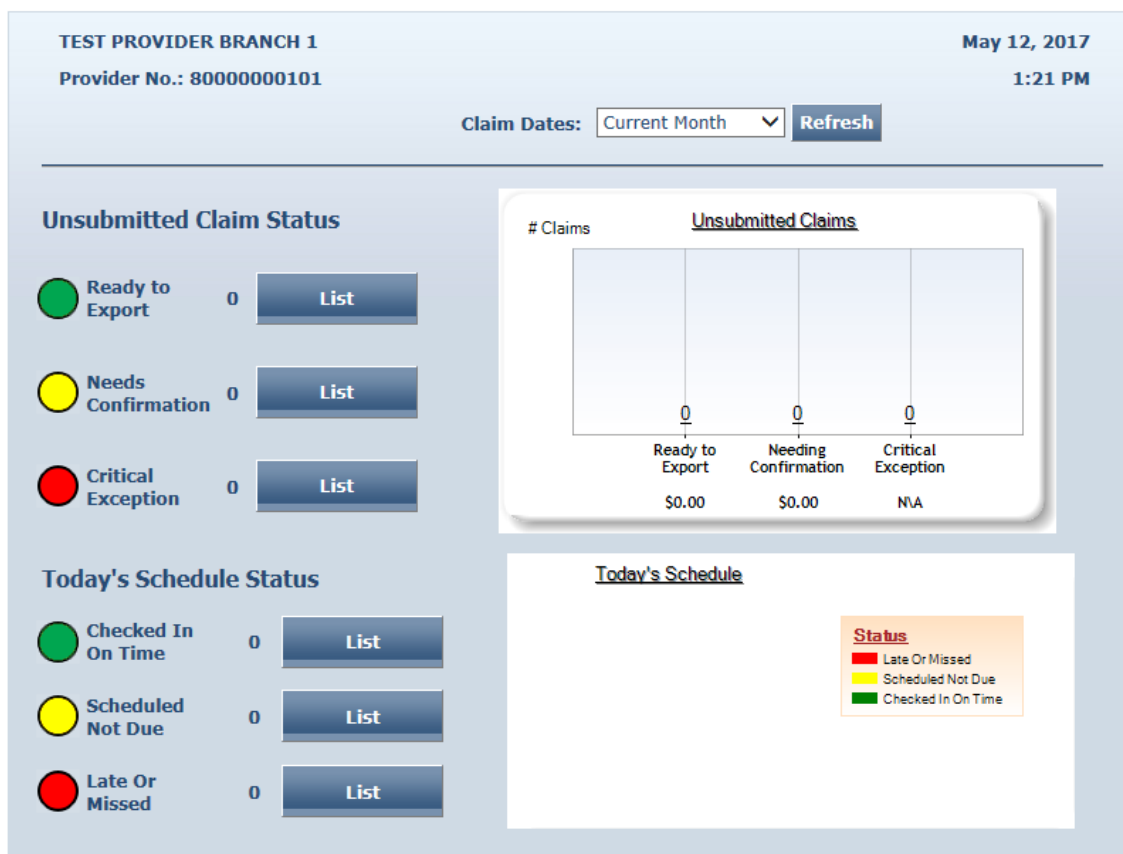 TEST PROVIDER BRANCH 1
May 12, 2017
Provider No.: 80000000101
1:21 PM
Claim Dates: Current Month Refresh
Unsubmitted Claim Status
Ready to
Export
0
List
Needs
Confirmation
0
List
Critical
Exception
0
List
# Claims
Unsubmitted Claims
0 0 0
Ready to
Export
Needing
Confirmation
Critical
Exception
$0.00 $0.00 N\A
Today's Schedule Status
Checked In
On Time
0
List
Scheduled
Not Due
0
List
Late Or
Missed
0
List
Today's Schedule
Status
Late Or Missed
Scheduled Not Due
Checked In On Time